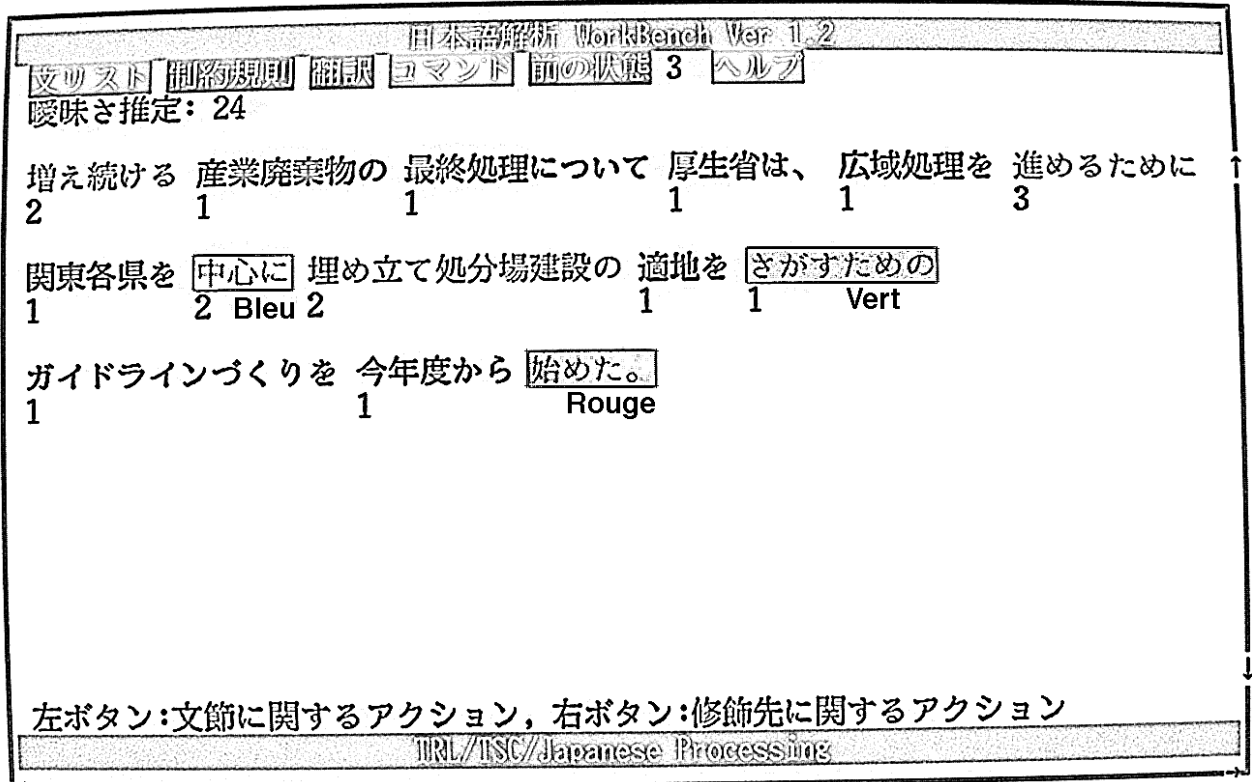 日本語解析 WorkBench Ver 1.2
文リスト 制約規則 翻訳 コマンド 前の状態 3 ヘルプ
曖昧さ推定: 24
増え続ける 産業廃棄物の 最終処理について 厚生省は、 広域処理を 進めるために ↑
2 1 1 1 1 3
関東各県を 中心に 埋め立て処分場建設の 適地を さがすための
1 2 Bleu 2 1 1 Vert
ガイドラインづくりを 今年度から 始めた。
1 1 Rouge
↓
左ボタン:文節に関するアクション, 右ボタン:修飾先に関するアクション
TRL/TSC/Japanese Processing